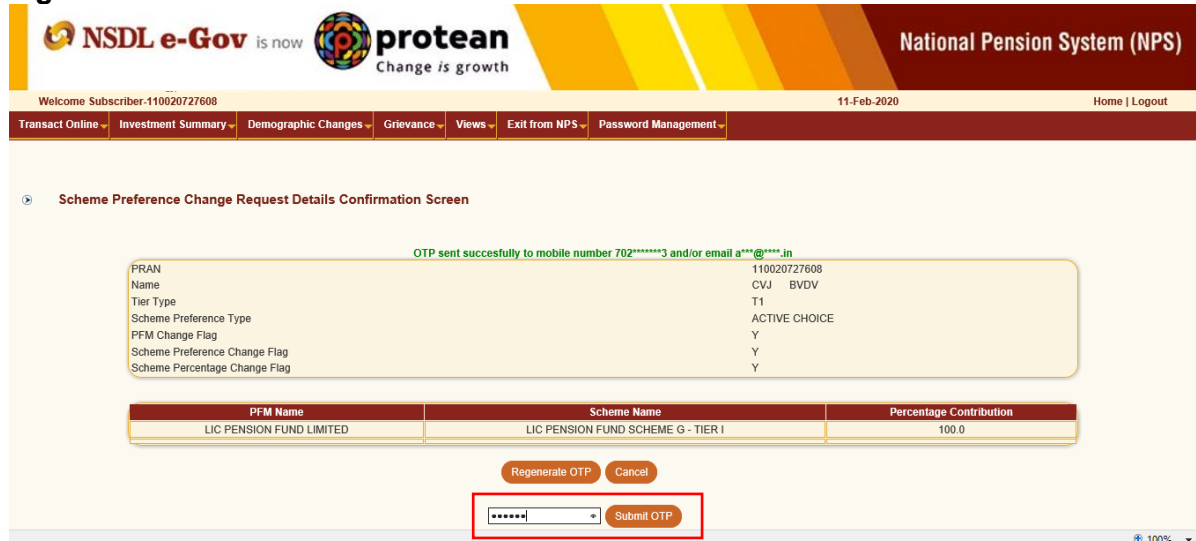 NSDL e-Gov is now protean
Change is growth
National Pension System (NPS)
Welcome Subscriber-110020727608 11-Feb-2020 Home | Logout
Transact Online Investment Summary Demographic Changes Grievance Views Exit from NPS Password Management
Scheme Preference Change Request Details Confirmation Screen
OTP sent succesfully to mobile number 702*******3 and/or email a***@****.in
PRAN 110020727608
Name CVJ BVDV
Tier Type T1
Scheme Preference Type ACTIVE CHOICE
PFM Change Flag Y
Scheme Preference Change Flag Y
Scheme Percentage Change Flag Y
PFM Name Scheme Name Percentage Contribution
LIC PENSION FUND LIMITED LIC PENSION FUND SCHEME G - TIER I 100.0
Regenerate OTP Cancel
•••••• Submit OTP
100%